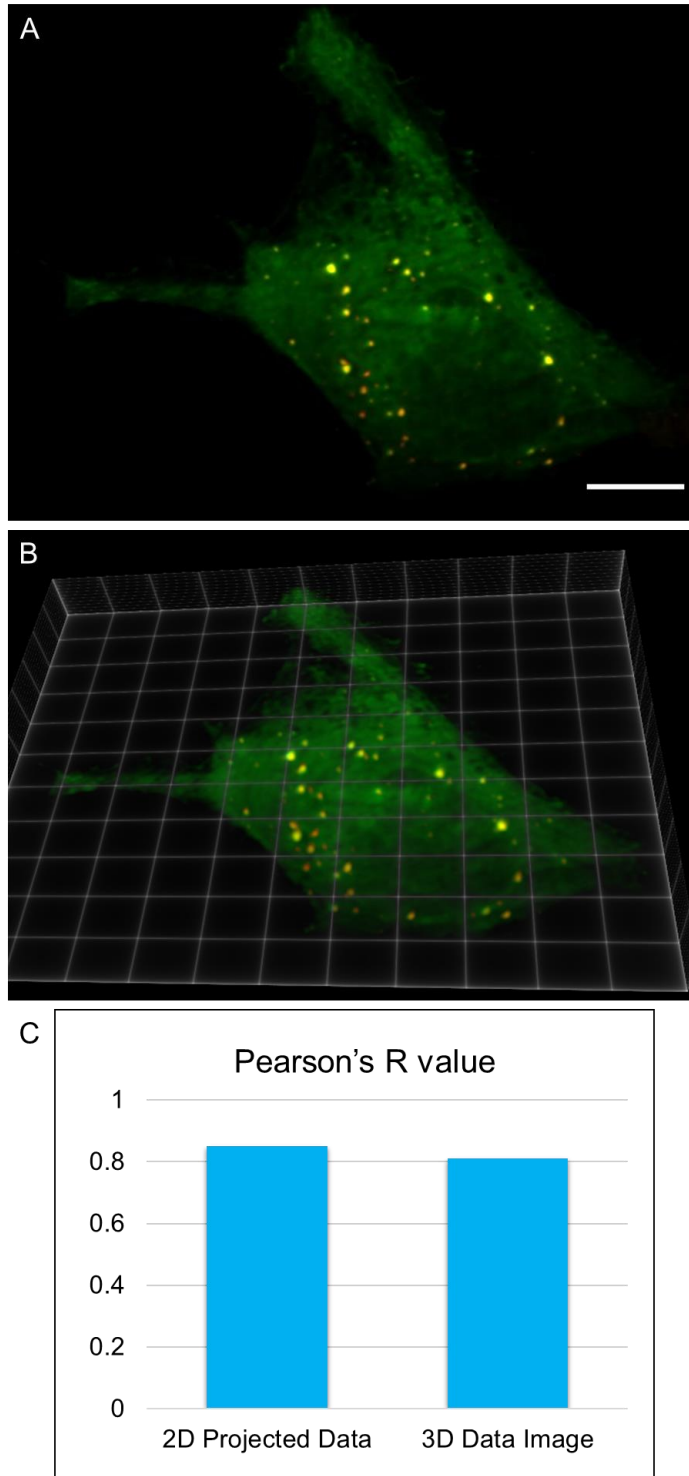 A
B
C
Pearson’s R value
1
0.8
0.6
0.4
0.2
0
2D Projected Data
3D Data Image